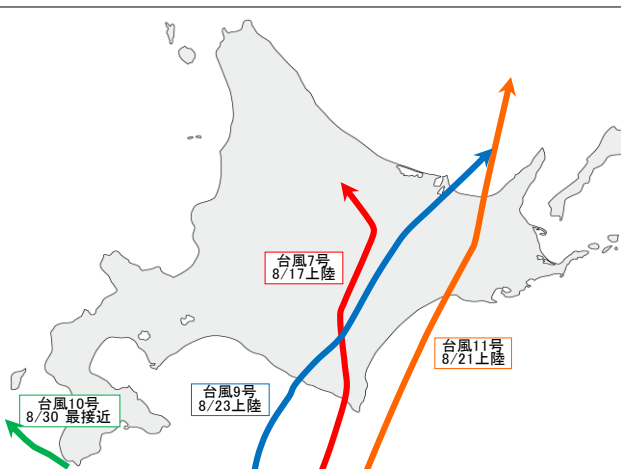 台風7号
8/17上陸
台風11号
8/21上陸
台風9号
8/23上陸
台風10号
8/30 最接近